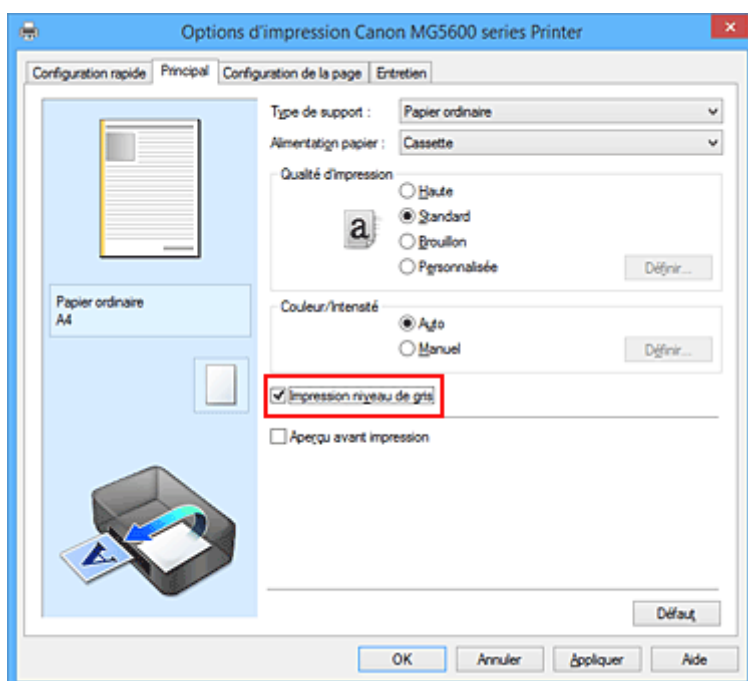 Options d'impression Canon MG5600 series Printer
Configuration rapide Principal Configuration de la page Entretien
Type de support : Papier ordinaire
Alimentation papier : Cassette
Qualité d'impression
Haute
a Standard
Brouillon
Personnalisée Définir...
Papier ordinaire
A4
Couleur/Intensité
Auto
Manuel Définir...
Impression niveau de gris
Aperçu avant impression
A
Défaut
OK Annuler Appliquer Aide